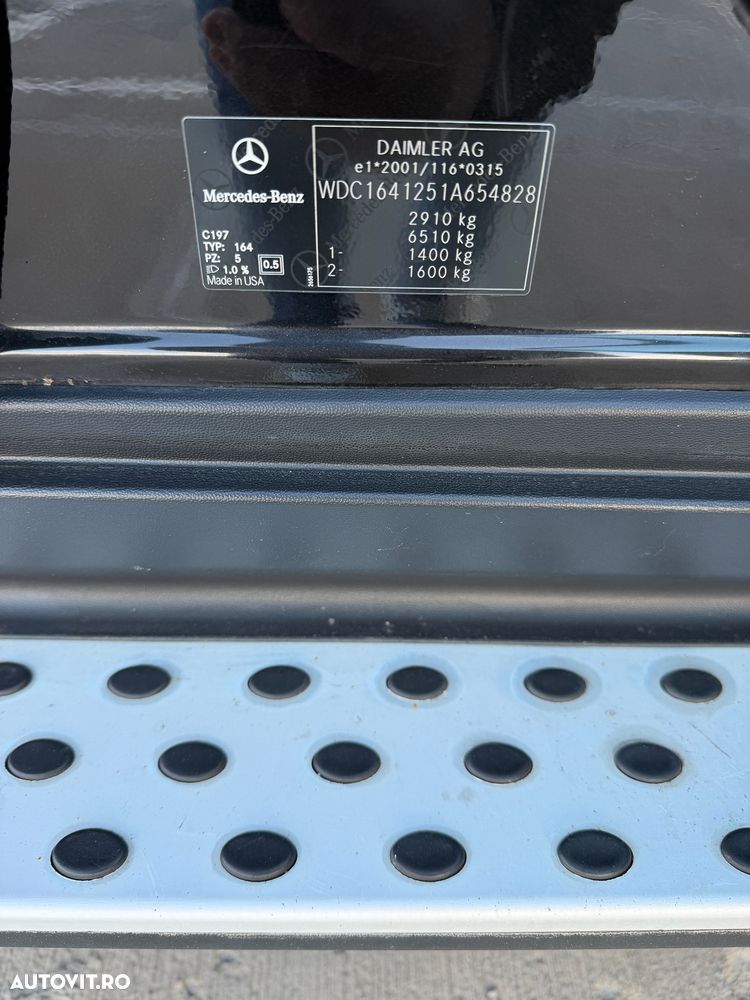 DAIMLER AG
e1*2001/116*0315
WDC1641251A654828
2910 kg
6510 kg
1- 1400 kg
2- 1600 kg
Mercedes-Benz
C197
TYP: 164
PZ: 5
1.0 % 0.5
Made in USA
AUTOVIT.RO